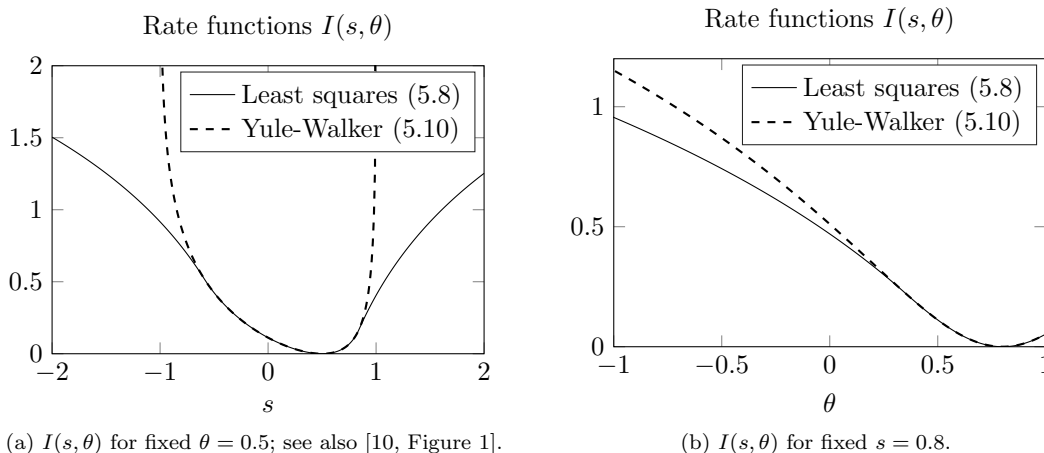 Rate functions I(s, θ)
2
1.5
1
0.5
0
−2
−1
0
1
2
s
Least squares (5.8)
Yule-Walker (5.10)
(a) I(s, θ) for fixed θ = 0.5; see also [10, Figure 1].
Rate functions I(s, θ)
1
0.5
0
−1
−0.5
0
0.5
1
θ
Least squares (5.8)
Yule-Walker (5.10)
(b) I(s, θ) for fixed s = 0.8.